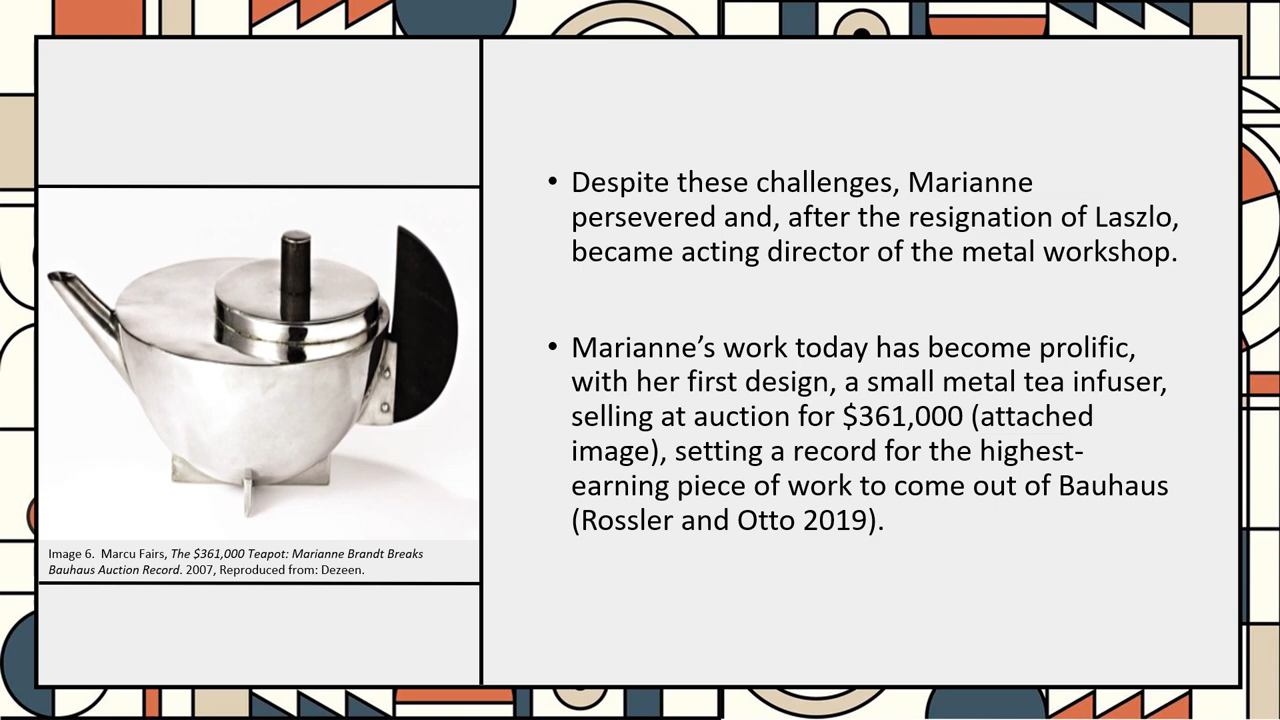 • Despite these challenges, Marianne
persevered and, after the resignation of Laszlo,
became acting director of the metal workshop.
• Marianne’s work today has become prolific,
with her first design, a small metal tea infuser,
selling at auction for $361,000 (attached
image), setting a record for the highest-
earning piece of work to come out of Bauhaus
(Rossler and Otto 2019).
Image 6.  Marcu Fairs, The $361,000 Teapot: Marianne Brandt Breaks
Bauhaus Auction Record. 2007, Reproduced from: Dezeen.